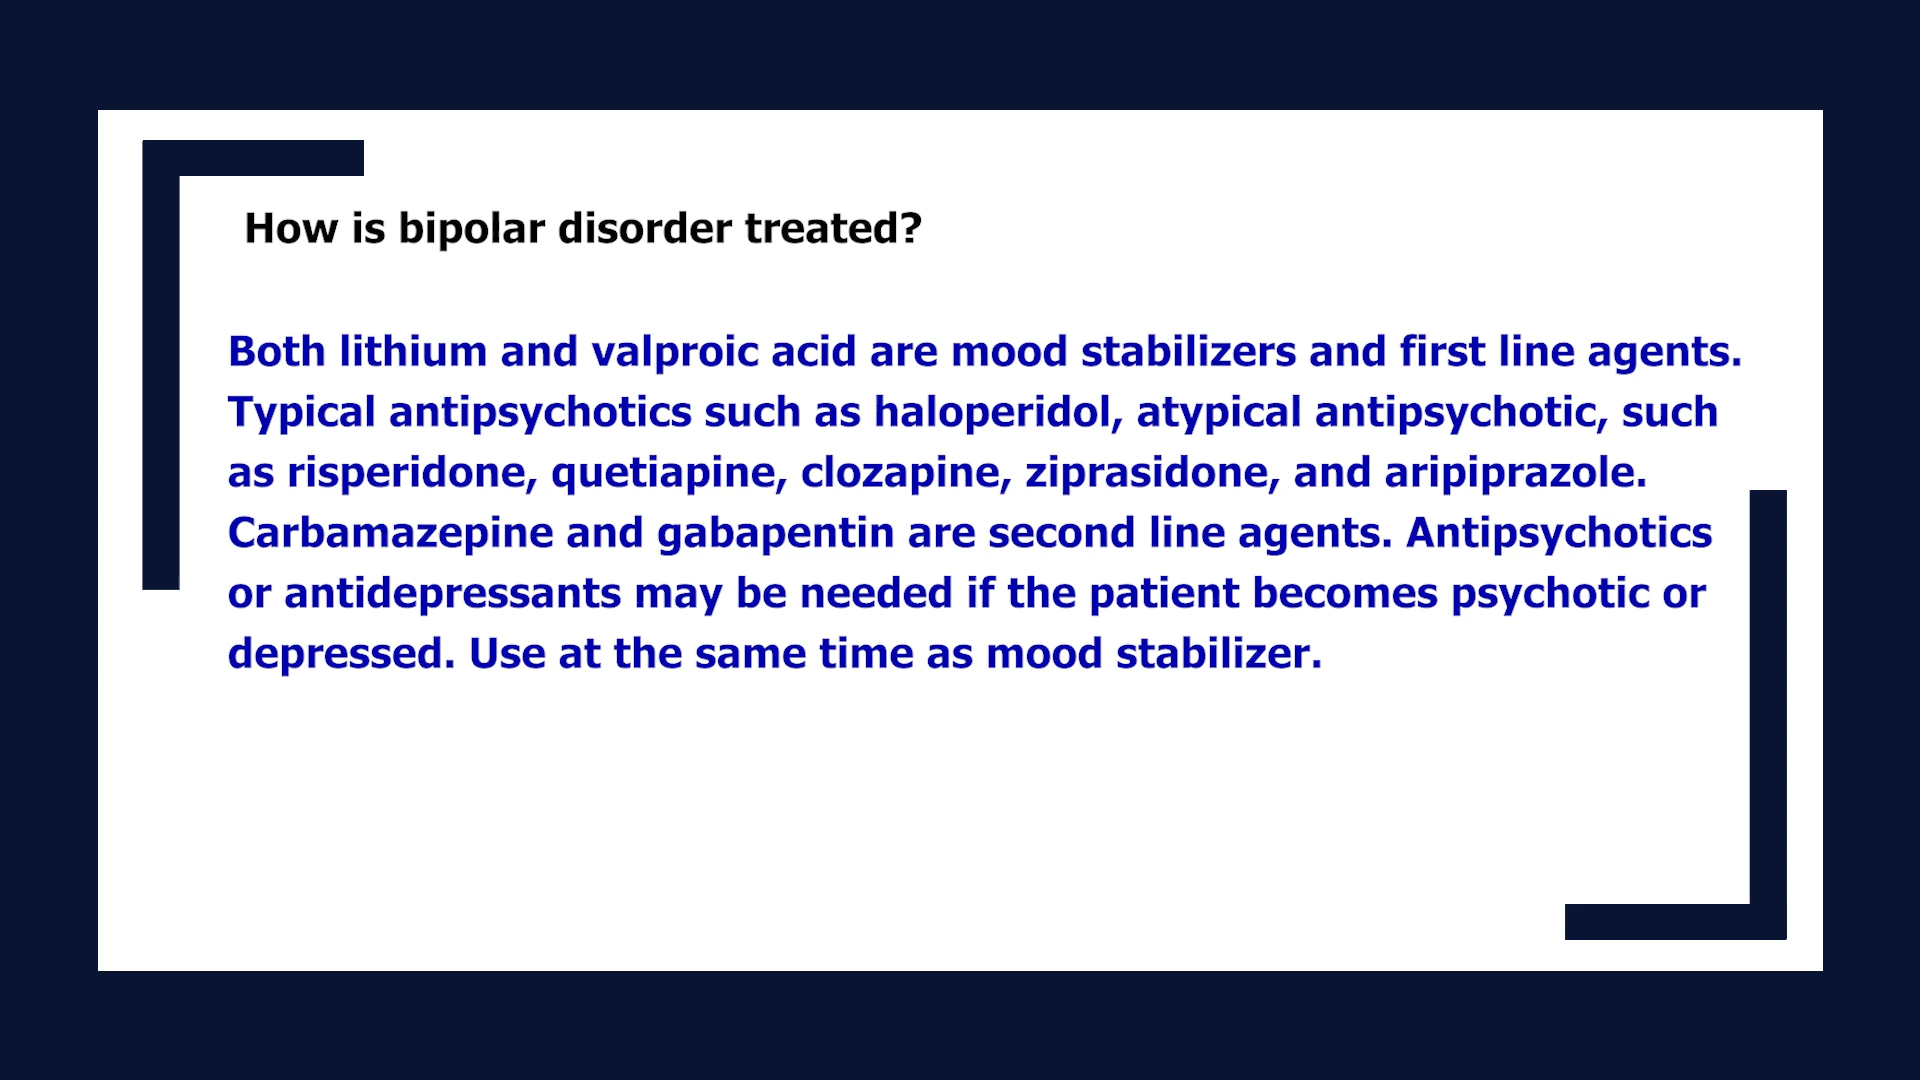 How is bipolar disorder treated?
Both lithium and valproic acid are mood stabilizers and first line agents.
Typical antipsychotics such as haloperidol, atypical antipsychotic, such
as risperidone, quetiapine, clozapine, ziprasidone, and aripiprazole.
Carbamazepine and gabapentin are second line agents. Antipsychotics
or antidepressants may be needed if the patient becomes psychotic or
depressed. Use at the same time as mood stabilizer.